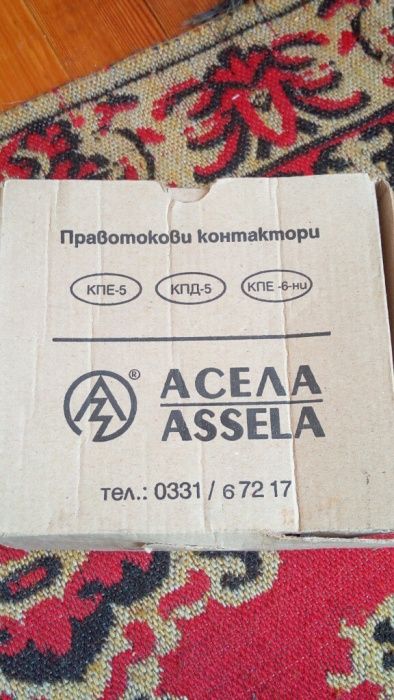 Правотокови контактори
КПЕ-5 КПД-5 КПЕ -6-ни
® АСЕЛА
ASSELA
тел.: 0331 / 6 72 17